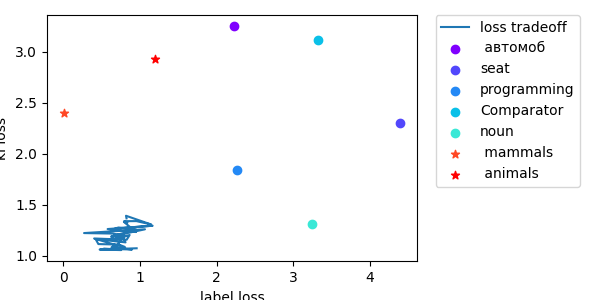 3.0
2.5
2.0
1.5
1.0
0
1
2
3
4
label loss
loss tradeoff
автомоб
seat
programming
Comparator
noun
mammals
animals